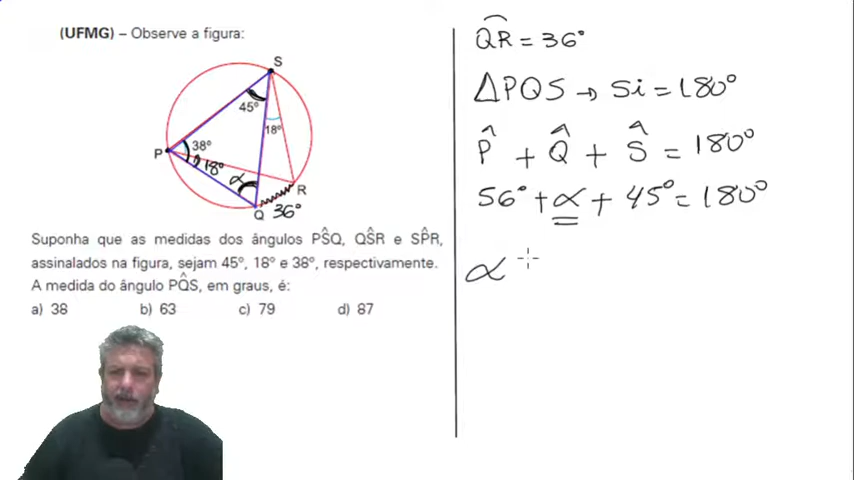 (UFMG) – Observe a figura:
S
45°
18°
P
38°
18°
α
R
Q
36°
Suponha que as medidas dos ângulos PŜQ, QŜR e SP̂R,
assinalados na figura, sejam 45°, 18° e 38°, respectivamente.
A medida do ângulo PQ̂S, em graus, é:
a) 38 b) 63 c) 79 d) 87
QR = 36°
△PQS → Si = 180°
P̂ + Q̂ + Ŝ = 180°
56° + α + 45° = 180°
α